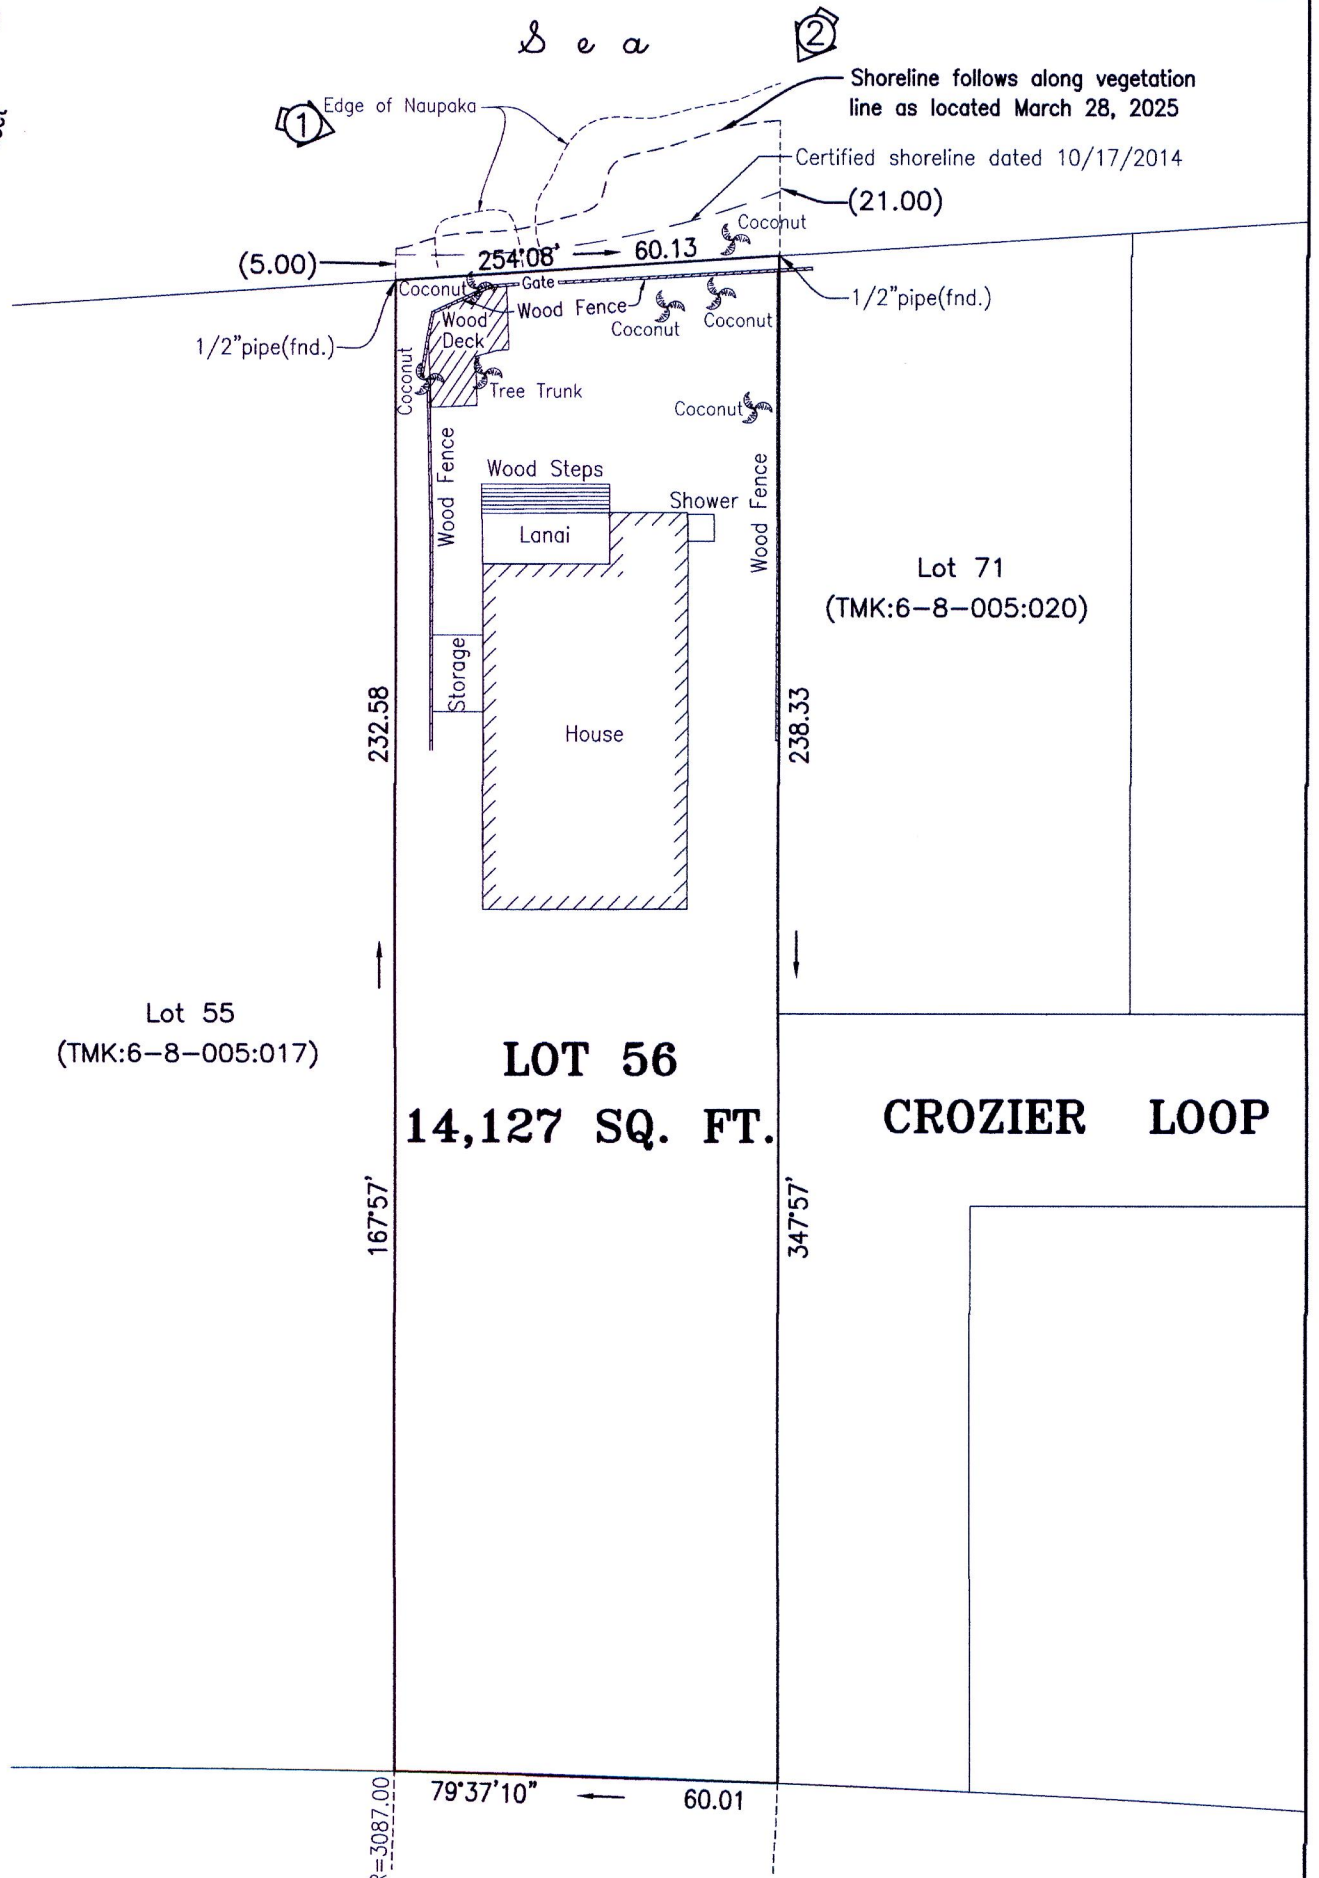 Sea
2
Shoreline follows along vegetation
line as located March 28, 2025
1
Edge of Naupaka
Certified shoreline dated 10/17/2014
(21.00)
Coconut
(5.00)
254°08'
60.13
Gate
Coconut
Wood Fence
1/2"pipe(fnd.)
Wood
Deck
Coconut
Coconut
1/2"pipe(fnd.)
Coconut
Tree Trunk
Coconut
Wood Fence
Wood Steps
Shower
Wood Fence
Lanai
Lot 71
(TMK:6-8-005:020)
Storage
232.58
House
238.33
Lot 55
(TMK:6-8-005:017)
LOT 56
14,127 SQ. FT.
CROZIER LOOP
167°57'
347°57'
79°37'10"
60.01
R=3087.00